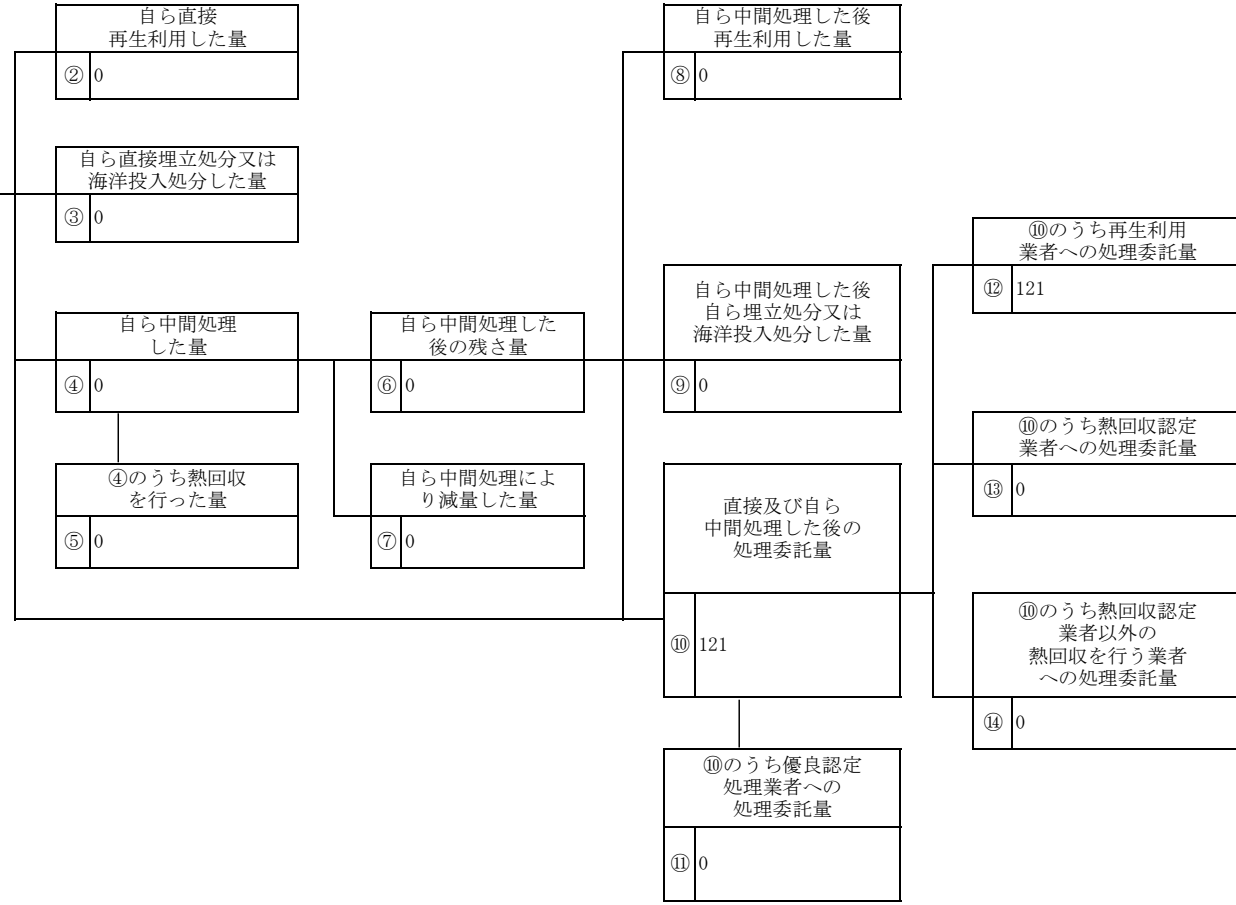 自ら直接
再生利用した量
② 0
自ら直接埋立処分又は
海洋投入処分した量
③ 0
自ら中間処理
した量
④ 0
④のうち熱回収
を行った量
⑤ 0
自ら中間処理した
後の残さ量
⑥ 0
自ら中間処理によ
り減量した量
⑦ 0
自ら中間処理した後
再生利用した量
⑧ 0
自ら中間処理した後
自ら埋立処分又は
海洋投入処分した量
⑨ 0
直接及び自ら
中間処理した後の
処理委託量
⑩ 121
⑩のうち優良認定
処理業者への
処理委託量
⑪ 0
⑩のうち再生利用
業者への処理委託量
⑫ 121
⑩のうち熱回収認定
業者への処理委託量
⑬ 0
⑩のうち熱回収認定
業者以外の
熱回収を行う業者
への処理委託量
⑭ 0